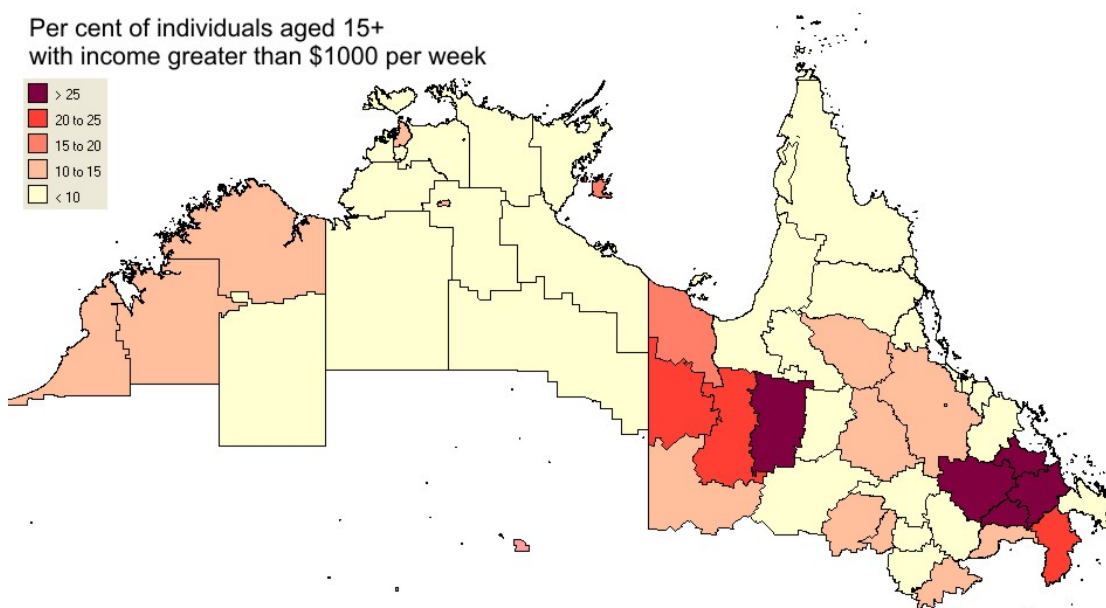 Per cent of individuals aged 15+
with income greater than $1000 per week
> 25
20 to 25
15 to 20
10 to 15
< 10